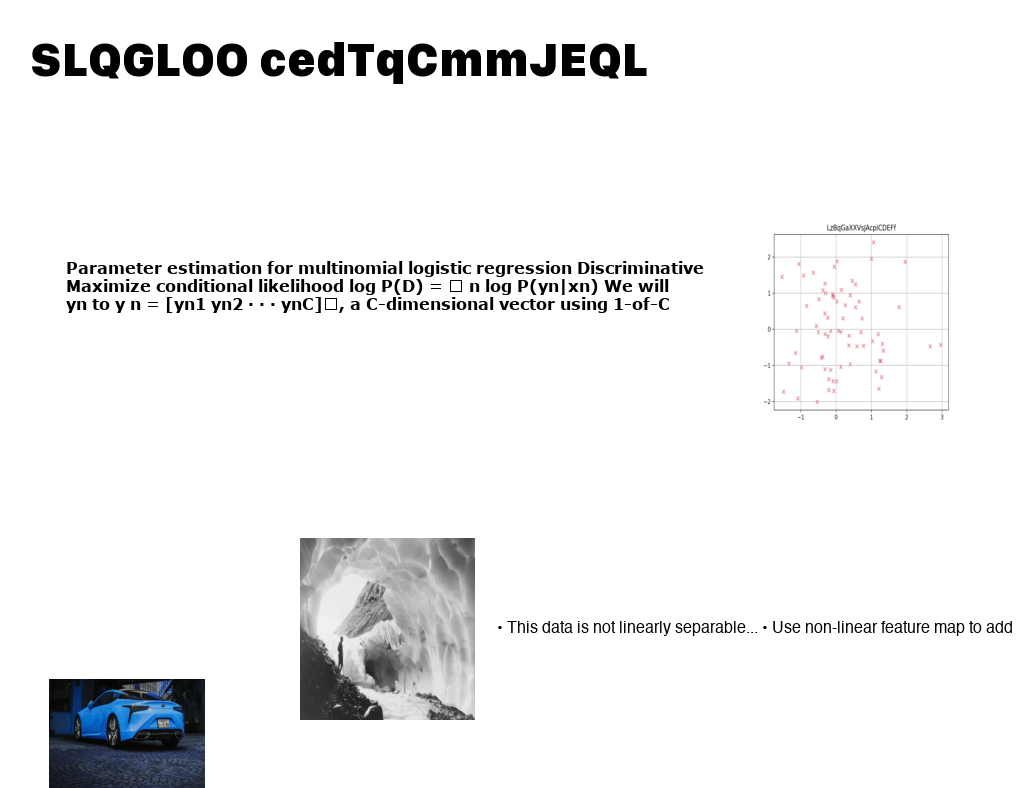 SLQGLOO cedTqCmmJEQL
LzBqGaXXVsJAcpiCDEFf
Parameter estimation for multinomial logistic regression Discriminative
Maximize conditional likelihood log P(D) = □ n log P(yn|xn) We will
yn to y n = [yn1 yn2 · · · ynC]□, a C-dimensional vector using 1-of-C
2
1
0
−1
−2
−1 0 1 2 3
• This data is not linearly separable... • Use non-linear feature map to add